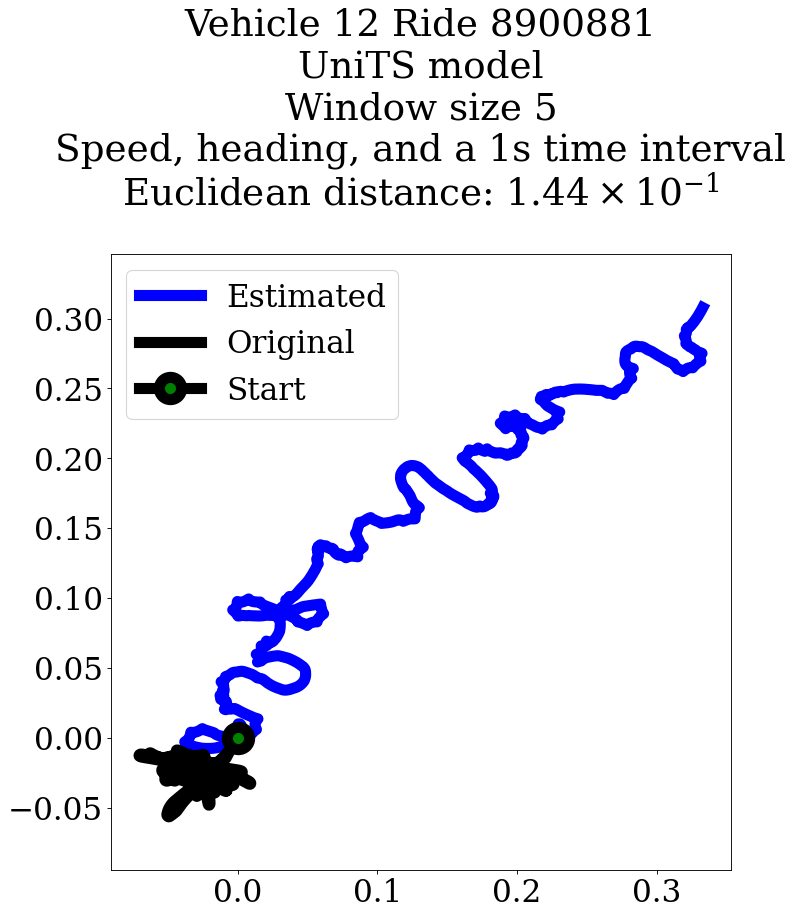 Vehicle 12 Ride 8900881
UniTS model
Window size 5
Speed, heading, and a 1s time interval
Euclidean distance: 1.44 × 10⁻¹
Estimated
Original
Start
0.30
0.25
0.20
0.15
0.10
0.05
0.00
−0.05
0.0 0.1 0.2 0.3